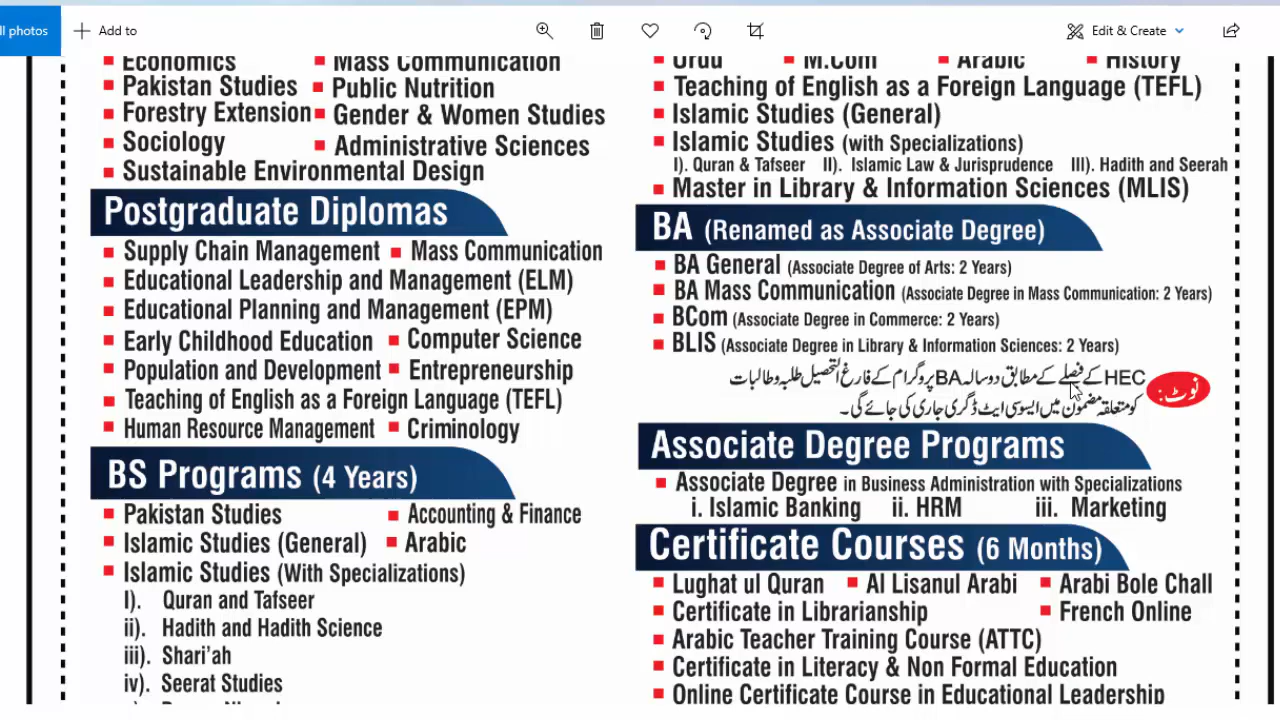 ll photos
Add to
Edit & Create
Economics
Mass Communication
Pakistan Studies
Public Nutrition
Forestry Extension
Gender & Women Studies
Sociology
Administrative Sciences
Sustainable Environmental Design
Postgraduate Diplomas
Supply Chain Management
Mass Communication
Educational Leadership and Management (ELM)
Educational Planning and Management (EPM)
Early Childhood Education
Computer Science
Population and Development
Entrepreneurship
Teaching of English as a Foreign Language (TEFL)
Human Resource Management
Criminology
BS Programs (4 Years)
Pakistan Studies
Accounting & Finance
Islamic Studies (General)
Arabic
Islamic Studies (With Specializations)
I). Quran and Tafseer
ii). Hadith and Hadith Science
iii). Shari'ah
iv). Seerat Studies
Urdu
M.Com
Arabic
History
Teaching of English as a Foreign Language (TEFL)
Islamic Studies (General)
Islamic Studies (with Specializations)
I). Quran & Tafseer II). Islamic Law & Jurisprudence III). Hadith and Seerah
Master in Library & Information Sciences (MLIS)
BA (Renamed as Associate Degree)
BA General (Associate Degree of Arts: 2 Years)
BA Mass Communication (Associate Degree in Mass Communication: 2 Years)
BCom (Associate Degree in Commerce: 2 Years)
BLIS (Associate Degree in Library & Information Sciences: 2 Years)
نوٹ:
HEC کے فیصلے کے مطابق دو سالہ BA پروگرام کے فارغ التحصیل طلبہ و طالبات
کو متعلقہ مضمون میں ایسوسی ایٹ ڈگری جاری کی جائے گی۔
Associate Degree Programs
Associate Degree in Business Administration with Specializations
i. Islamic Banking ii. HRM iii. Marketing
Certificate Courses (6 Months)
Lughat ul Quran
Al Lisanul Arabi
Arabi Bole Chall
Certificate in Librarianship
French Online
Arabic Teacher Training Course (ATTC)
Certificate in Literacy & Non Formal Education
Online Certificate Course in Educational Leadership